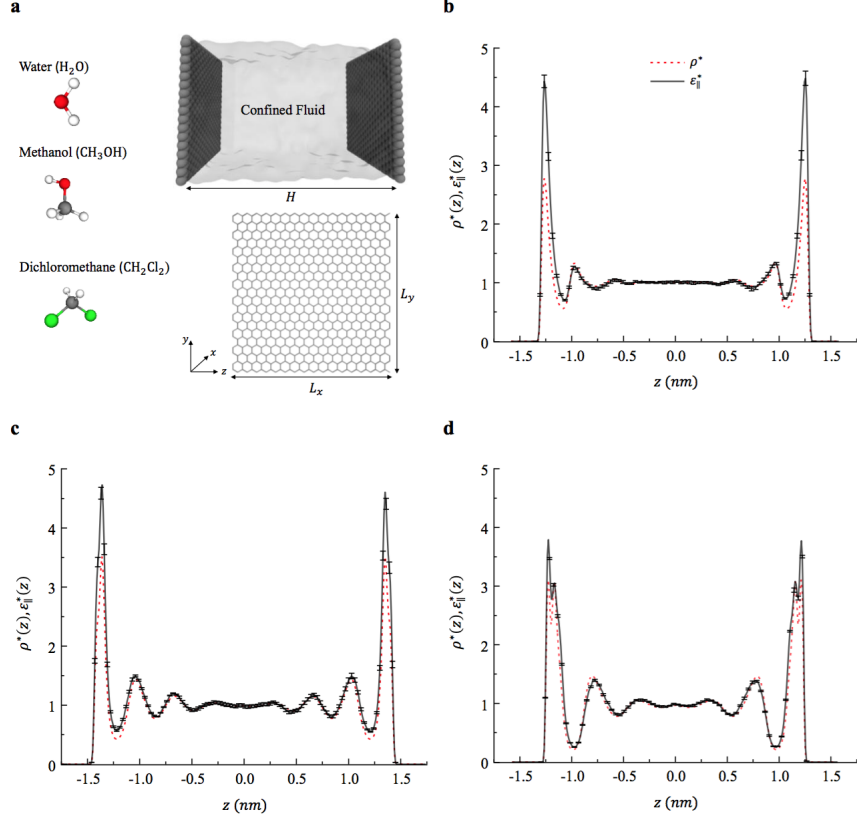 a
Water (H₂O)
Methanol (CH₃OH)
Dichloromethane (CH₂Cl₂)
Confined Fluid
H
L_y
L_x
y
x
z
b
ρ*
ε∥*
ρ*(z), ε∥*(z)
5
4
3
2
1
0
-1.5 -1.0 -0.5 0.0 0.5 1.0 1.5
z (nm)
c
ρ*(z), ε∥*(z)
5
4
3
2
1
0
-1.5 -1.0 -0.5 0.0 0.5 1.0 1.5
z (nm)
d
ρ*(z), ε∥*(z)
5
4
3
2
1
0
-1.5 -1.0 -0.5 0.0 0.5 1.0 1.5
z (nm)